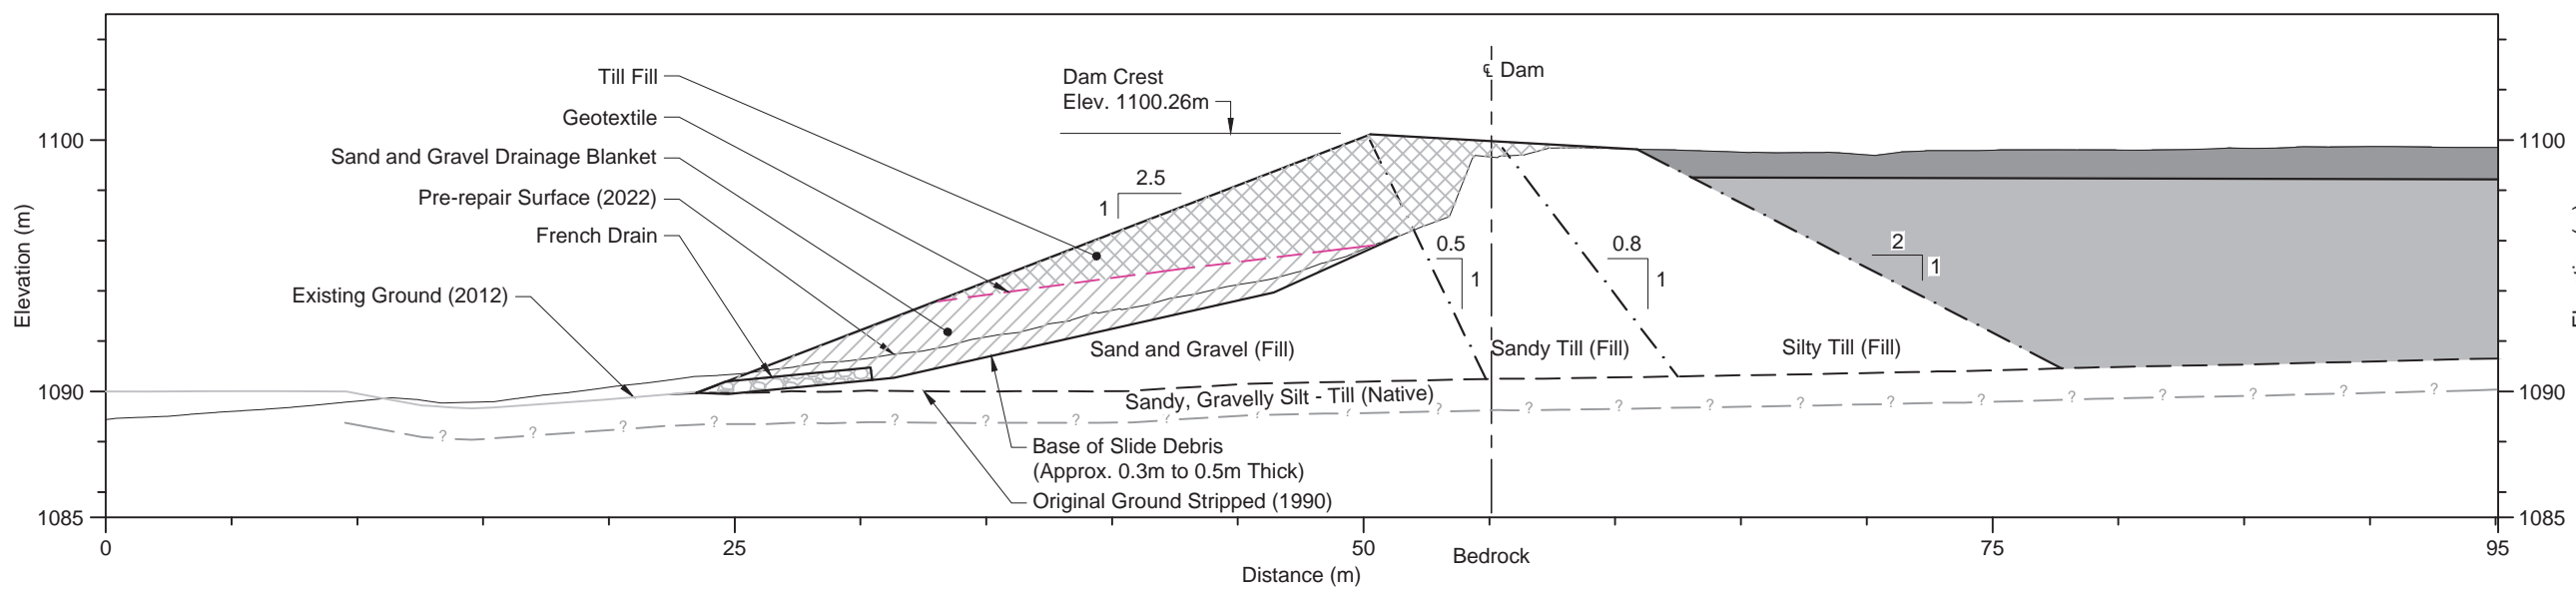 Till Fill
Geotextile
Sand and Gravel Drainage Blanket
Pre-repair Surface (2022)
French Drain
Existing Ground (2012)
Dam Crest
Elev. 1100.26m
℄ Dam
1100
1090
1085
Elevation (m)
1100
1090
1085
2.5
1
0.5
1
0.8
1
2
1
Sand and Gravel (Fill)
Sandy Till (Fill)
Silty Till (Fill)
Sandy, Gravelly Silt - Till (Native)
? ? ? ? ? ? ? ? ? ? ? ? ? ? ? ? ? ? ? ?
Base of Slide Debris
(Approx. 0.3m to 0.5m Thick)
Original Ground Stripped (1990)
0
25
50
75
95
Bedrock
Distance (m)